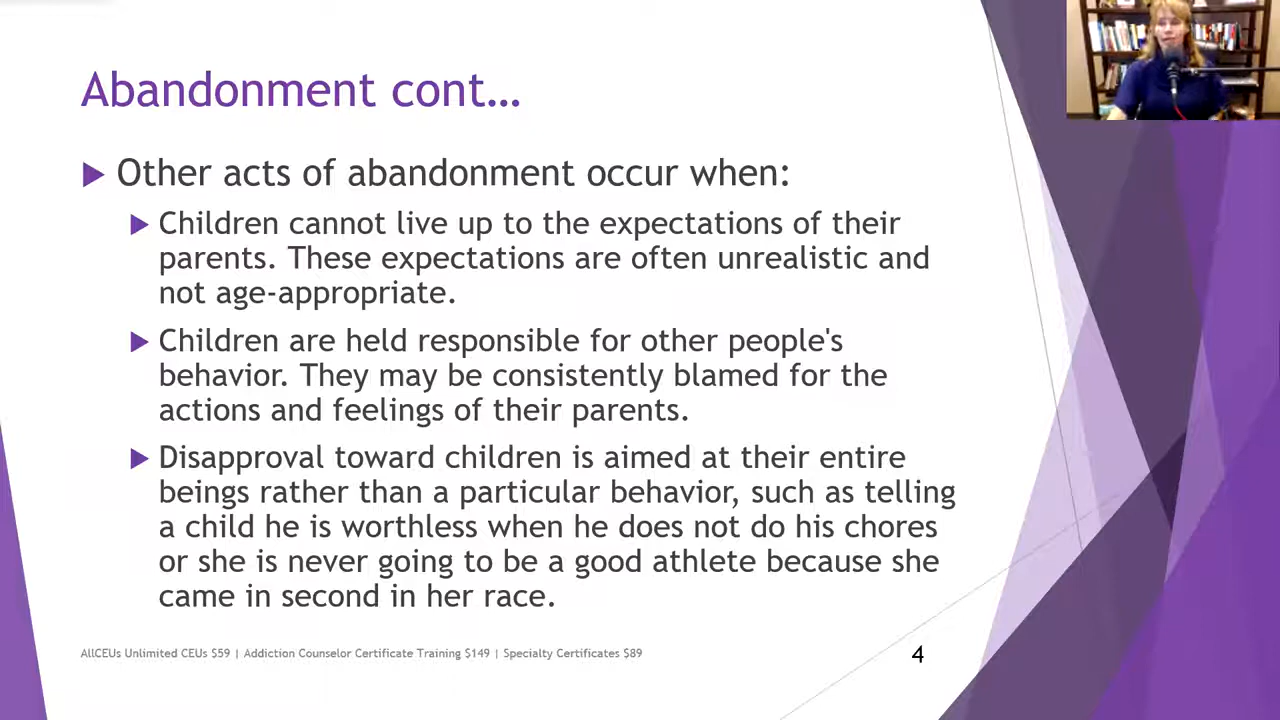 Abandonment cont…
Other acts of abandonment occur when:
Children cannot live up to the expectations of their
parents. These expectations are often unrealistic and
not age-appropriate.
Children are held responsible for other people's
behavior. They may be consistently blamed for the
actions and feelings of their parents.
Disapproval toward children is aimed at their entire
beings rather than a particular behavior, such as telling
a child he is worthless when he does not do his chores
or she is never going to be a good athlete because she
came in second in her race.
AllCEUs Unlimited CEUs $59 | Addiction Counselor Certificate Training $149 | Specialty Certificates $89
4